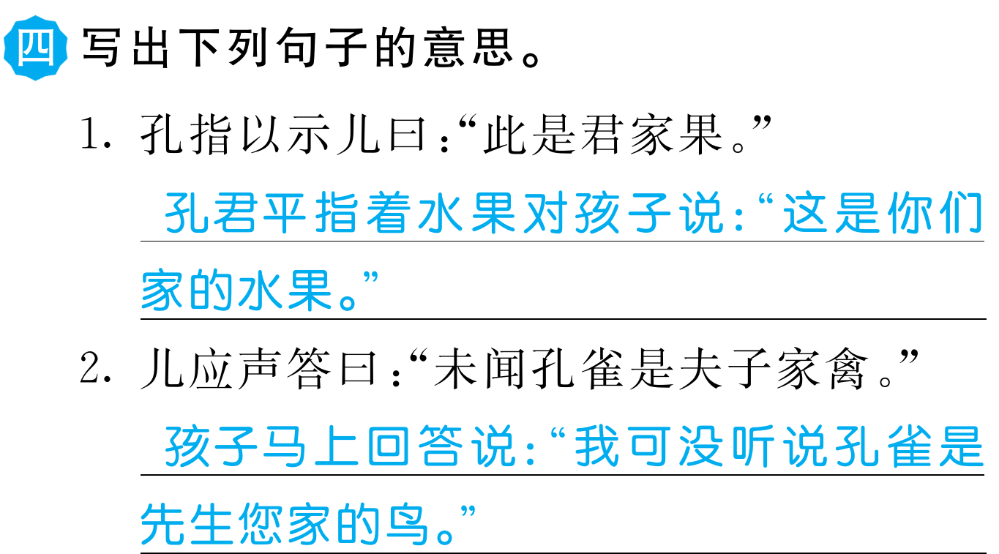 四 写出下列句子的意思。
1. 孔指以示儿曰：“此是君家果。”
孔君平指着水果对孩子说：“这是你们
家的水果。”
2. 儿应声答曰：“未闻孔雀是夫子家禽。”
孩子马上回答说：“我可没听说孔雀是
先生您家的鸟。”